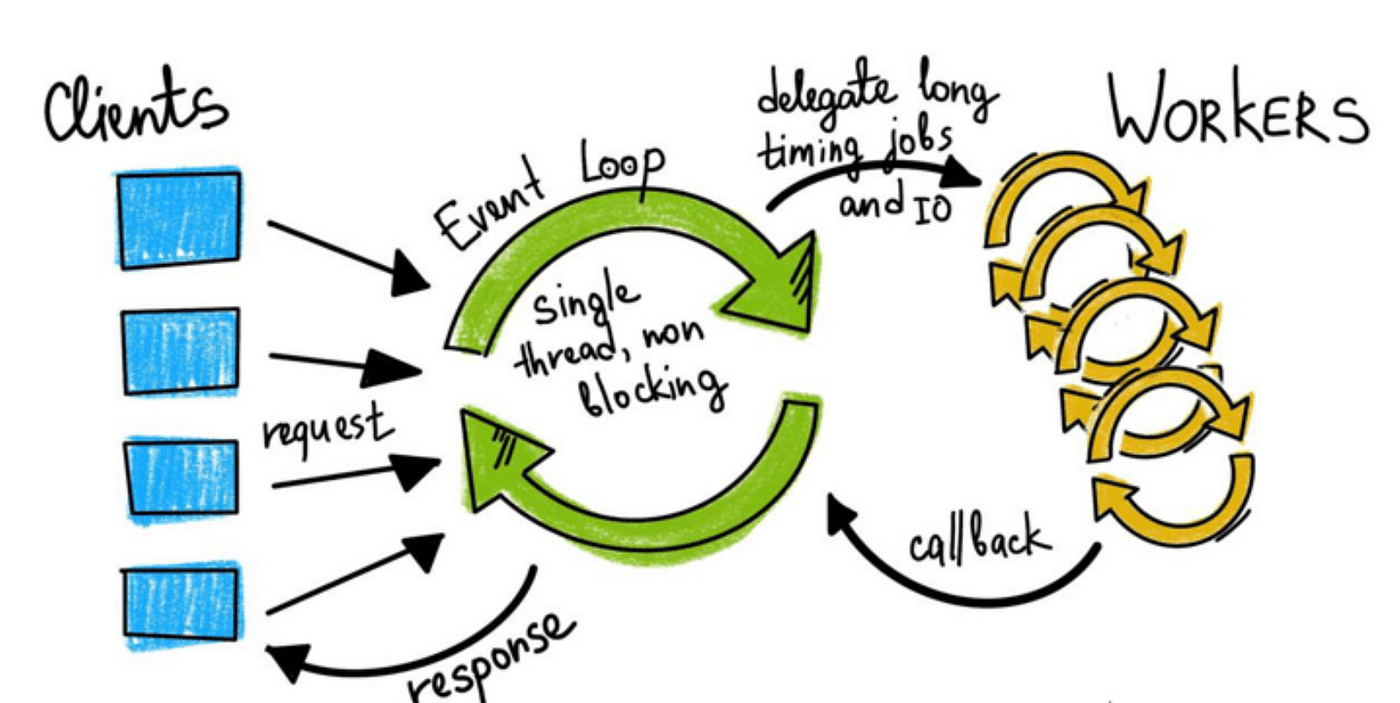 Clients
request
Event Loop
single
thread, non
blocking
response
delegate long
timing jobs
and IO
callback
WORKERS